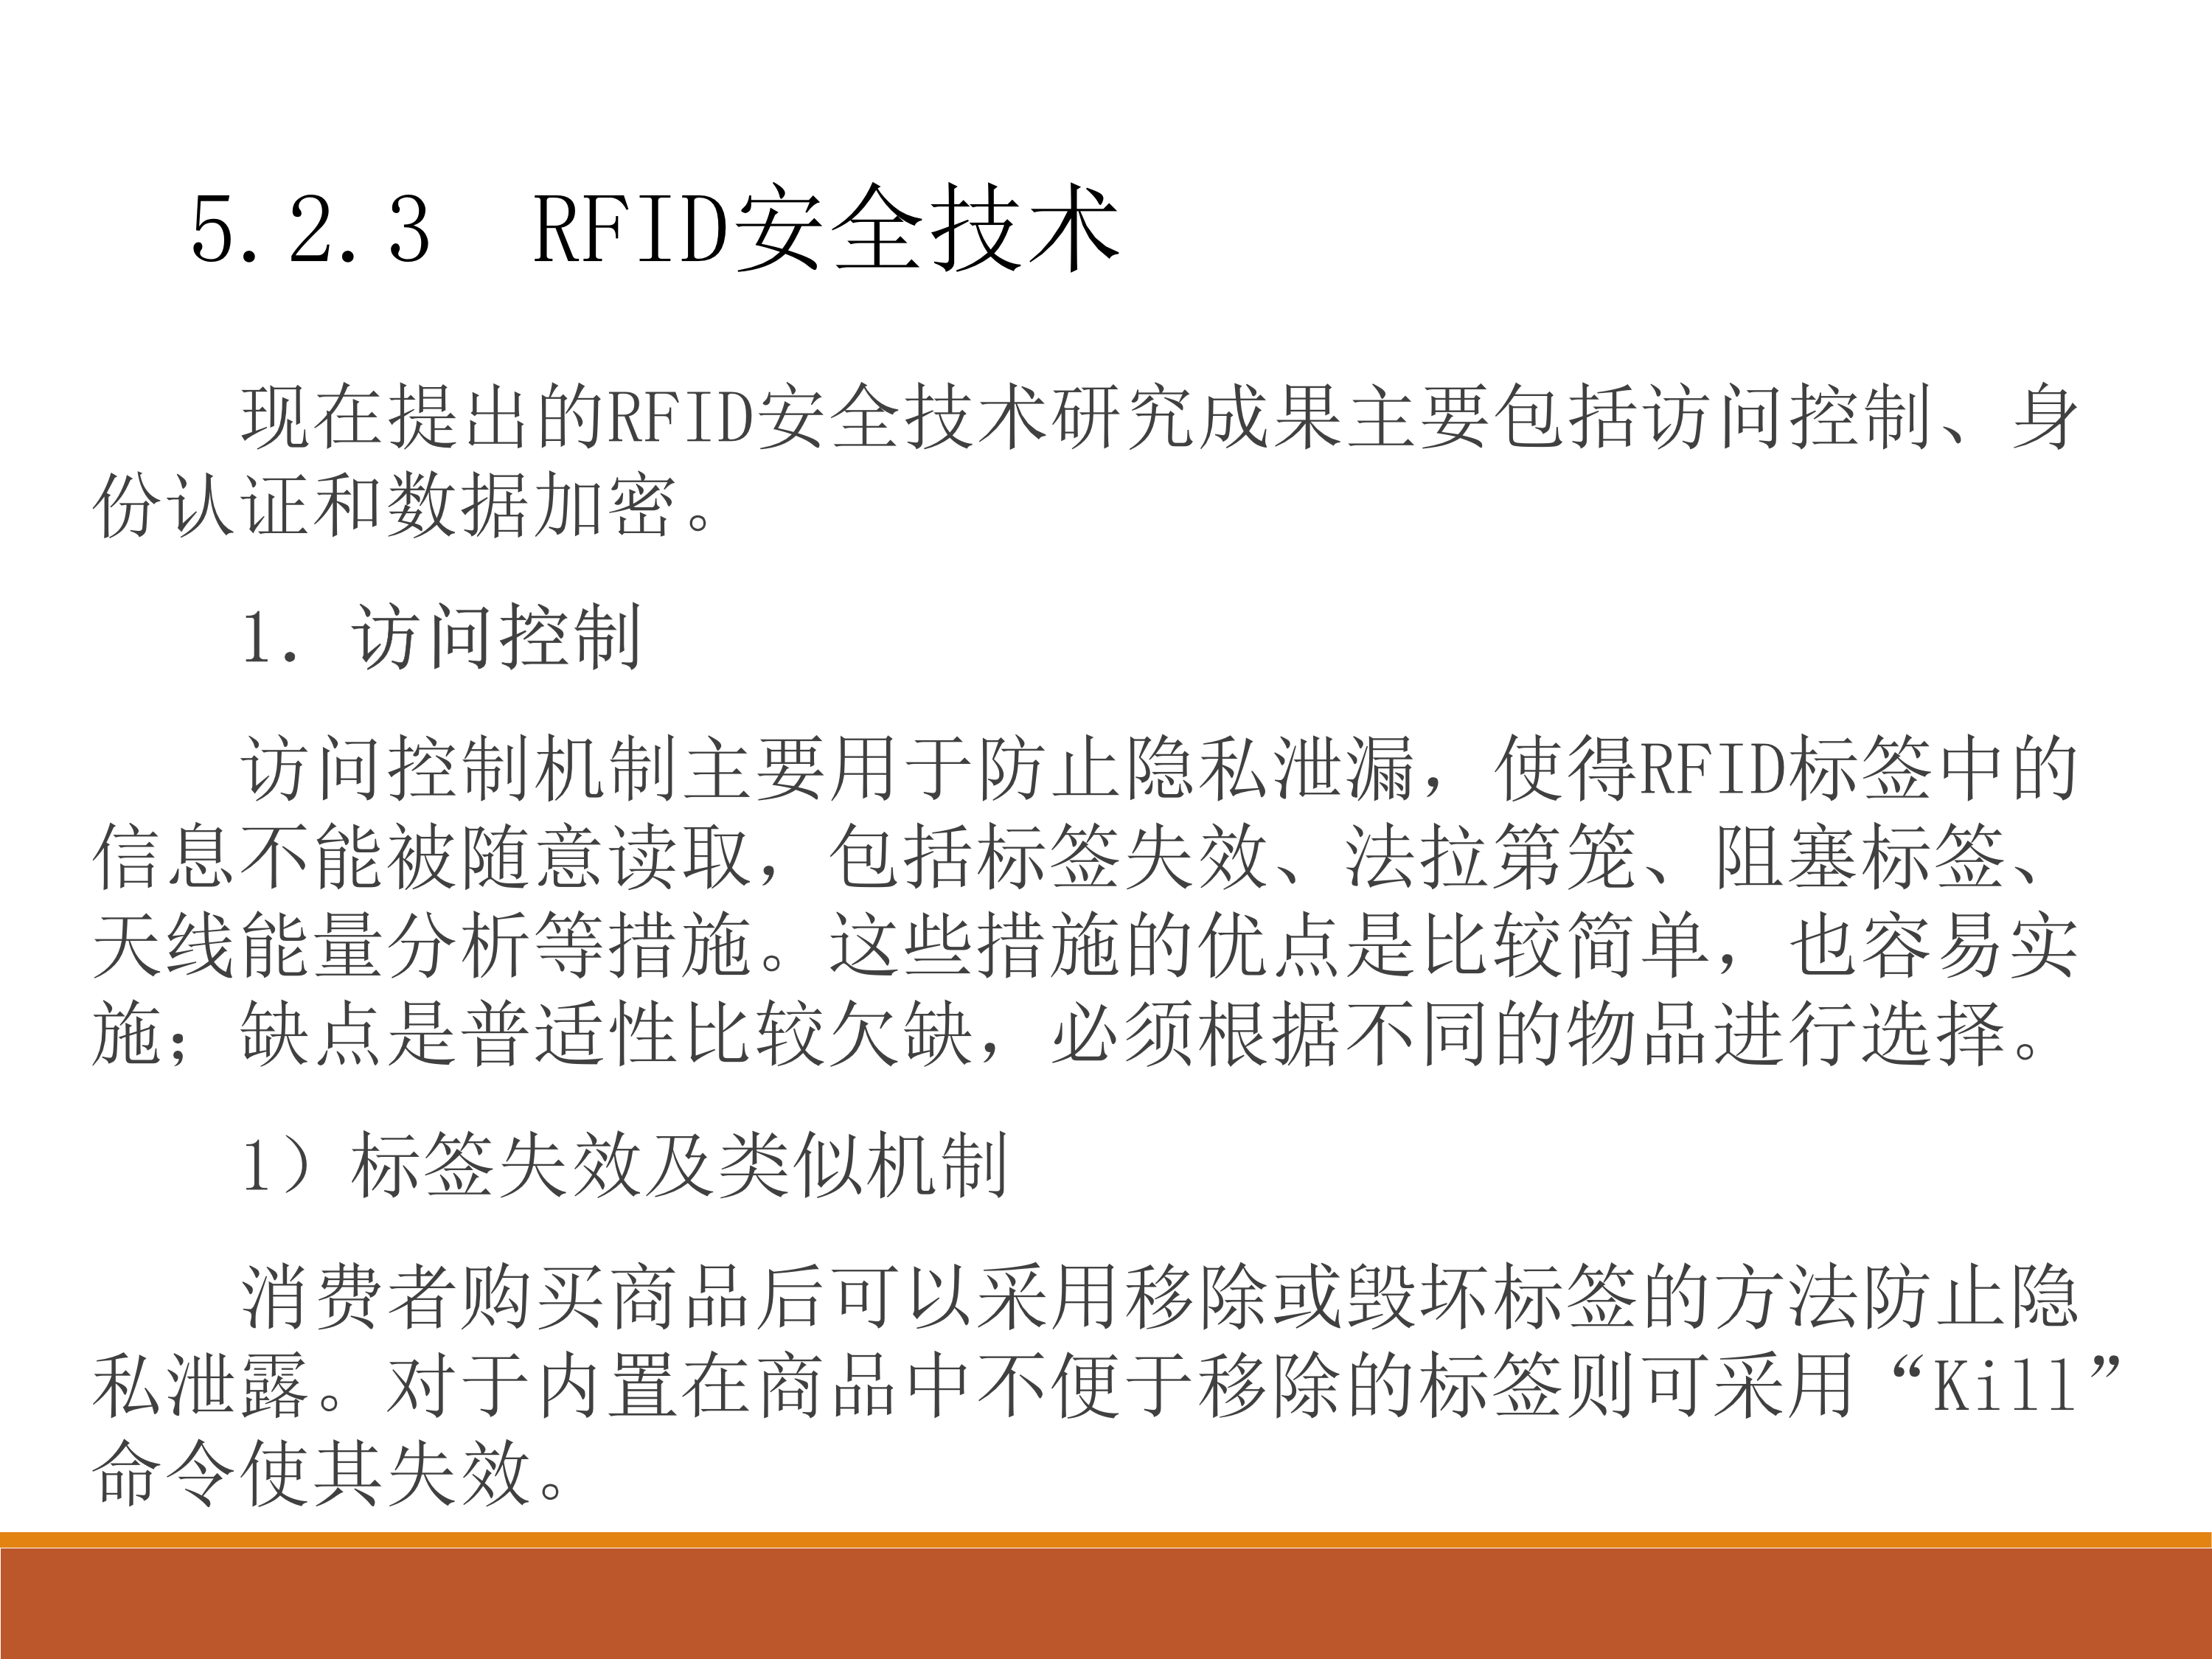 5.2.3 RFID安全技术
现在提出的RFID安全技术研究成果主要包括访问控制、身
份认证和数据加密。
1. 访问控制
访问控制机制主要用于防止隐私泄漏，使得RFID标签中的
信息不能被随意读取，包括标签失效、法拉第笼、阻塞标签、
天线能量分析等措施。这些措施的优点是比较简单，也容易实
施；缺点是普适性比较欠缺，必须根据不同的物品进行选择。
1）标签失效及类似机制
消费者购买商品后可以采用移除或毁坏标签的方法防止隐
私泄露。对于内置在商品中不便于移除的标签则可采用“Kill”
命令使其失效。